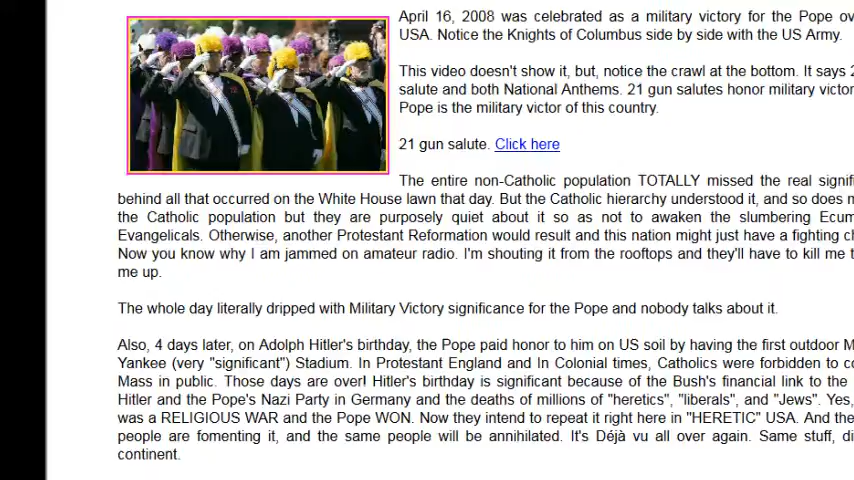 April 16, 2008 was celebrated as a military victory for the Pope ov
USA. Notice the Knights of Columbus side by side with the US Army.
This video doesn't show it, but, notice the crawl at the bottom. It says 2
salute and both National Anthems. 21 gun salutes honor military victor
Pope is the military victor of this country.
21 gun salute. Click here
The entire non-Catholic population TOTALLY missed the real signifi
behind all that occurred on the White House lawn that day. But the Catholic hierarchy understood it, and so does m
the Catholic population but they are purposely quiet about it so as not to awaken the slumbering Ecum
Evangelicals. Otherwise, another Protestant Reformation would result and this nation might just have a fighting ch
Now you know why I am jammed on amateur radio. I'm shouting it from the rooftops and they'll have to kill me t
me up.
The whole day literally dripped with Military Victory significance for the Pope and nobody talks about it.
Also, 4 days later, on Adolph Hitler's birthday, the Pope paid honor to him on US soil by having the first outdoor M
Yankee (very "significant") Stadium. In Protestant England and In Colonial times, Catholics were forbidden to co
Mass in public. Those days are over! Hitler's birthday is significant because of the Bush's financial link to the
Hitler and the Pope's Nazi Party in Germany and the deaths of millions of "heretics", "liberals", and "Jews". Yes,
was a RELIGIOUS WAR and the Pope WON. Now they intend to repeat it right here in "HERETIC" USA. And the
people are fomenting it, and the same people will be annihilated. It's Déjà vu all over again. Same stuff, di
continent.